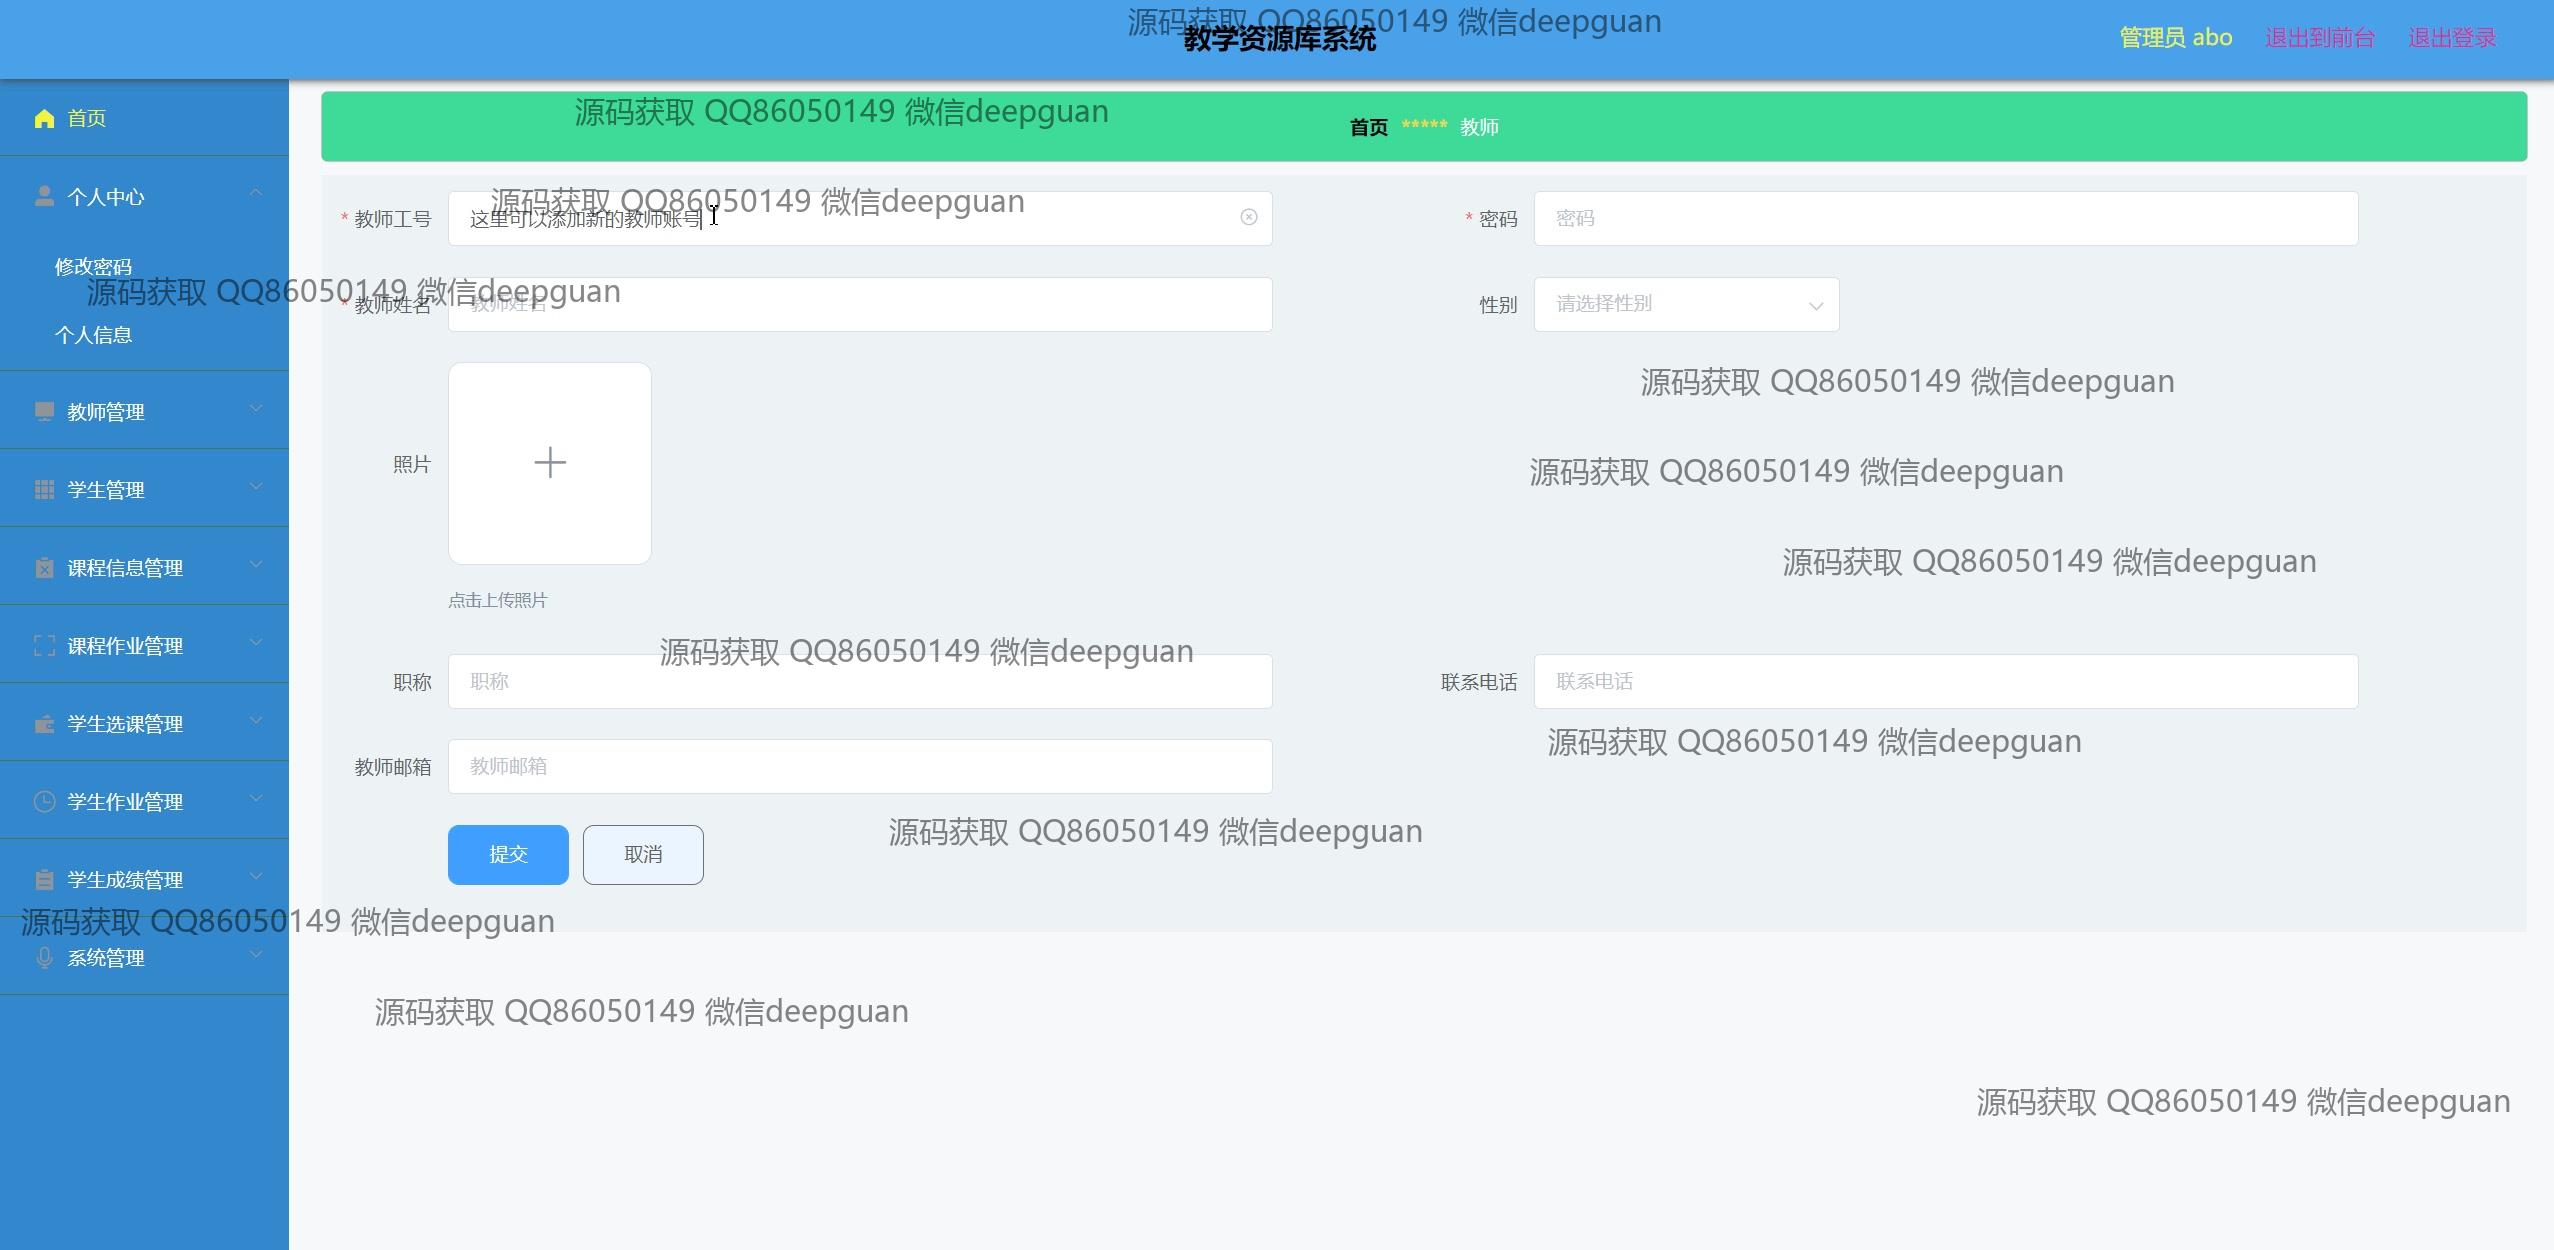 源码获取 QQ86050149 微信deepguan
教学资源库系统
管理员 abo 退出到前台 退出登录
首页
源码获取 QQ86050149 微信deepguan
首页 ***** 教师
个人中心
修改密码
个人信息
教师管理
学生管理
课程信息管理
课程作业管理
学生选课管理
学生作业管理
学生成绩管理
系统管理
源码获取 QQ86050149 微信deepguan
* 教师工号 这里可以添加新的教师账号
* 密码 密码
源码获取 QQ86050149 微信deepguan
* 教师姓名 教师姓名
性别 请选择性别
源码获取 QQ86050149 微信deepguan
照片
源码获取 QQ86050149 微信deepguan
源码获取 QQ86050149 微信deepguan
点击上传照片
源码获取 QQ86050149 微信deepguan
职称 职称
联系电话 联系电话
源码获取 QQ86050149 微信deepguan
教师邮箱 教师邮箱
源码获取 QQ86050149 微信deepguan
提交 取消
源码获取 QQ86050149 微信deepguan
源码获取 QQ86050149 微信deepguan
源码获取 QQ86050149 微信deepguan